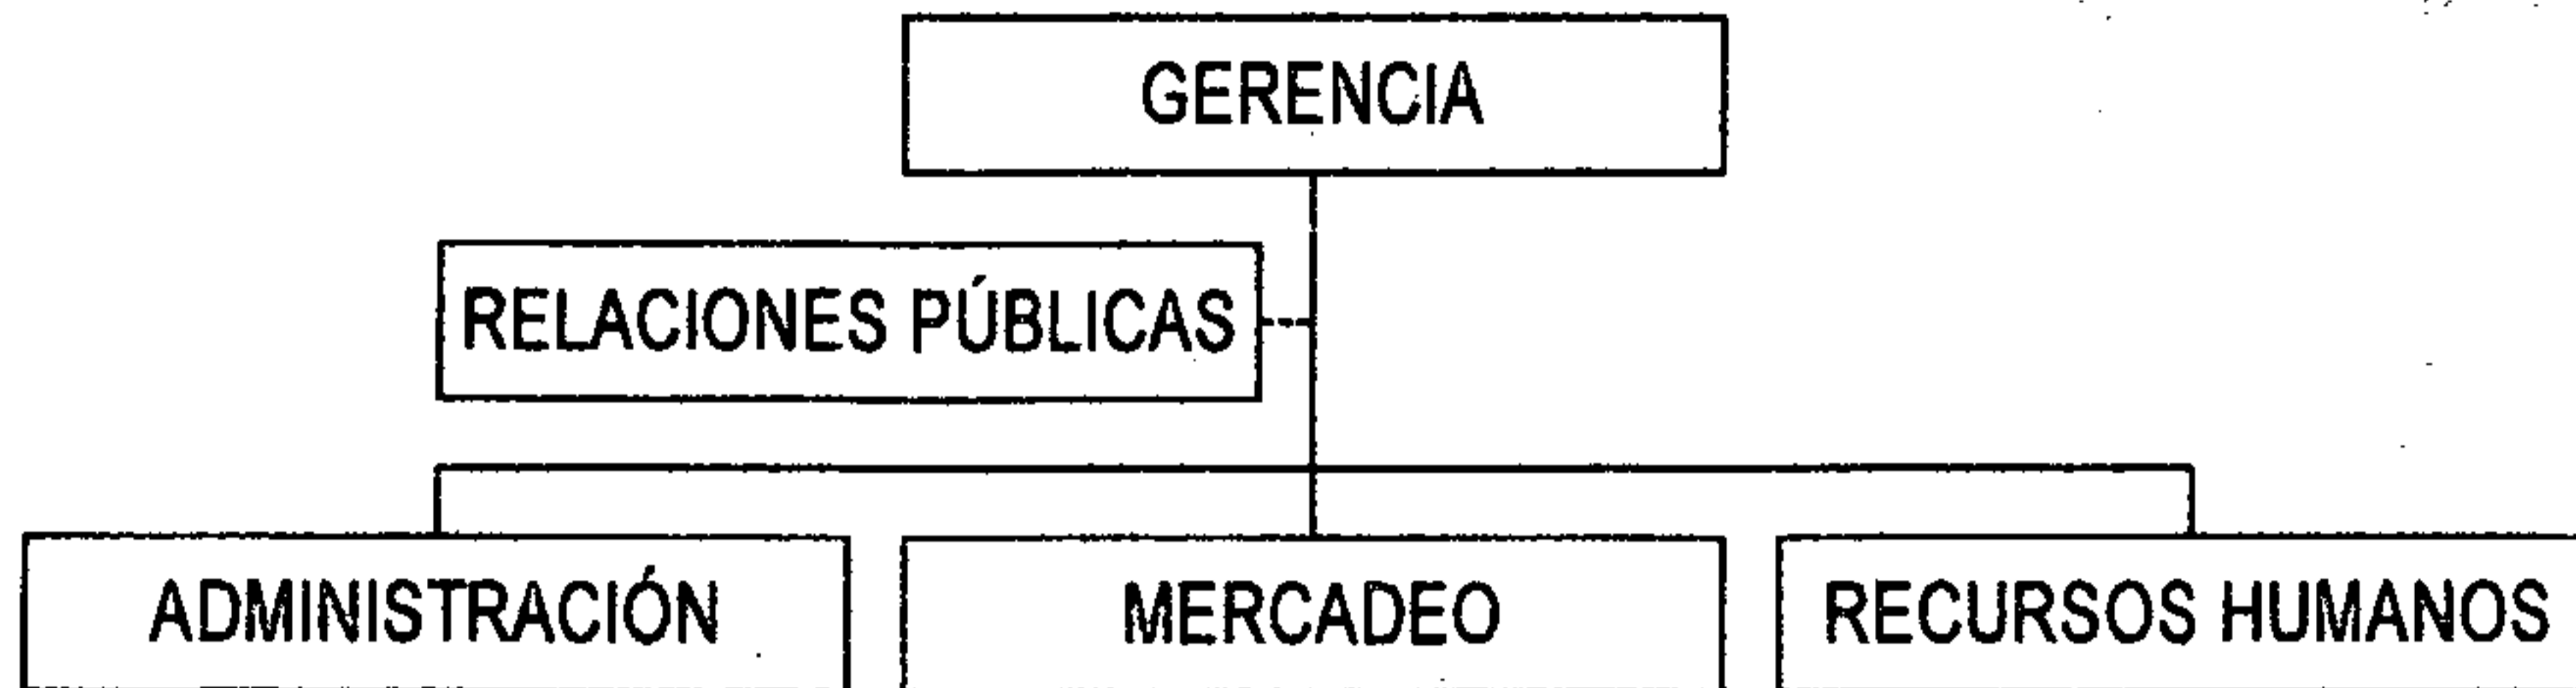 GERENCIA
RELACIONES PÚBLICAS
ADMINISTRACIÓN
MERCADEO
RECURSOS HUMANOS